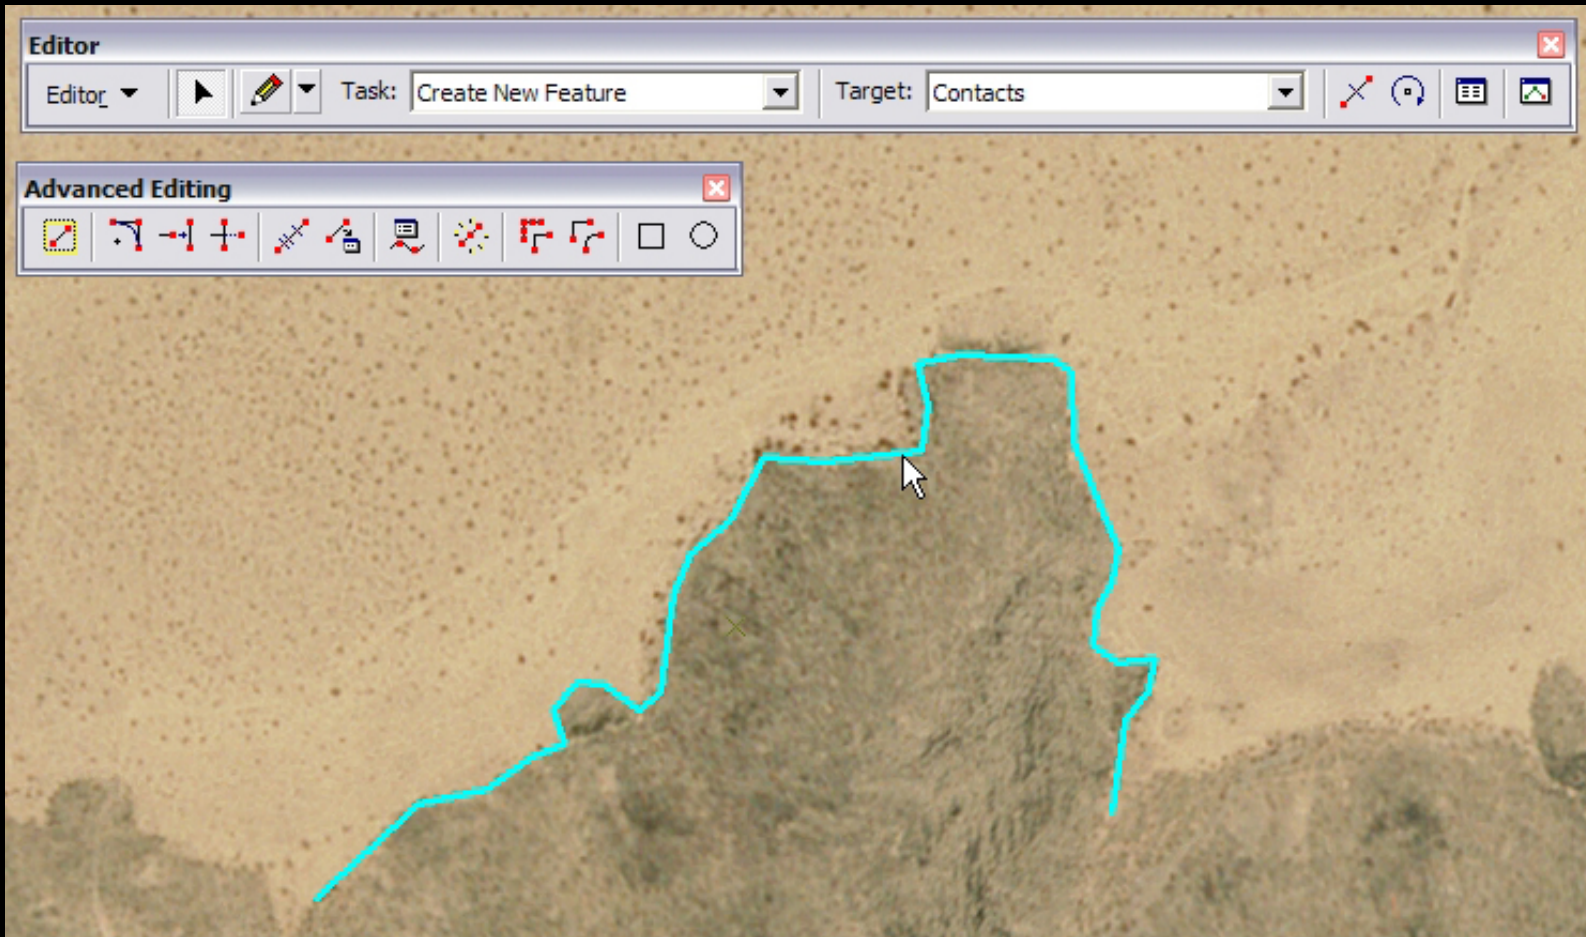 Editor
Editor Task: Create New Feature Target: Contacts
Advanced Editing